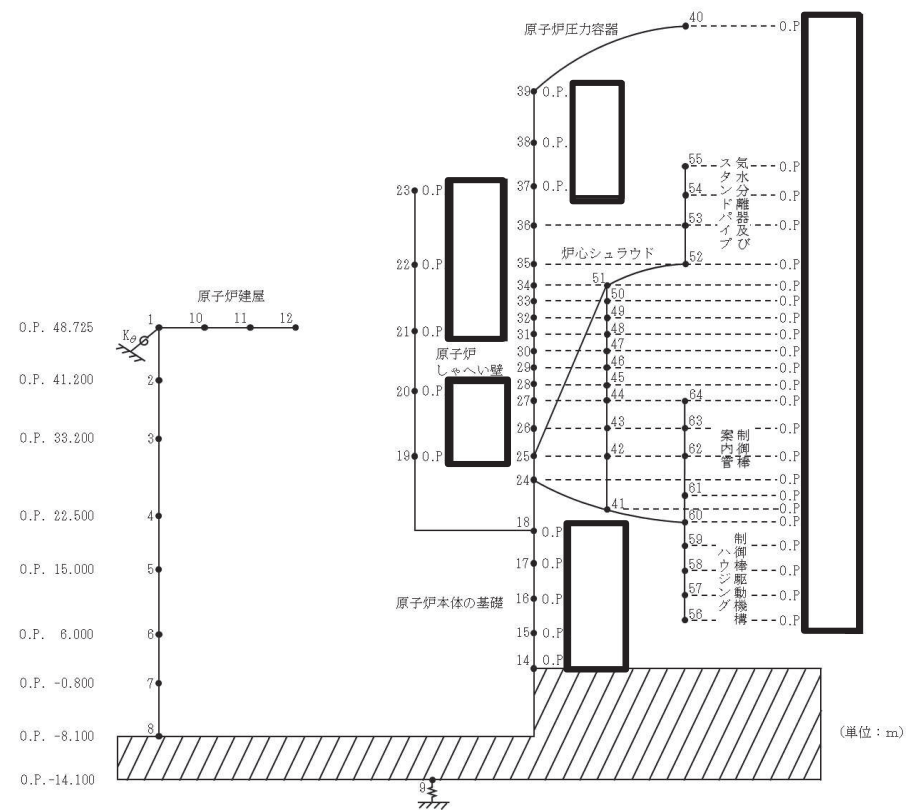 原子炉圧力容器
40
O.P
39 O.P.
38 O.P.
55
O.P
気水分離器及び
スタンドパイプ
54
O.P
37 O.P.
23 O.P
53
O.P
36
炉心シュラウド
52
22 O.P
35
O.P
51
34
O.P
50
33
O.P
原子炉建屋
49
32
O.P
O.P. 48.725
1
10
11
12
Kθ
21 O.P
48
31
O.P
原子炉
しゃへい壁
47
30
O.P
46
29
O.P
O.P. 41.200
2
45
28
O.P
20 O.P
44
64
27
O.P
43
63
26
O.P
制御棒
案内管
O.P. 33.200
3
19 O.P
42
62
25
O.P
24
O.P
61
O.P
41
O.P
60
O.P
O.P. 22.500
4
18 O.P
59
O.P
制御棒駆動機構
ハウジング
17 O.P
58
O.P
O.P. 15.000
5
57
O.P
原子炉本体の基礎
16 O.P
56
O.P
O.P. 6.000
6
15 O.P
14 O.P
O.P. -0.800
7
O.P. -8.100
8
(単位：m)
O.P.-14.100
9